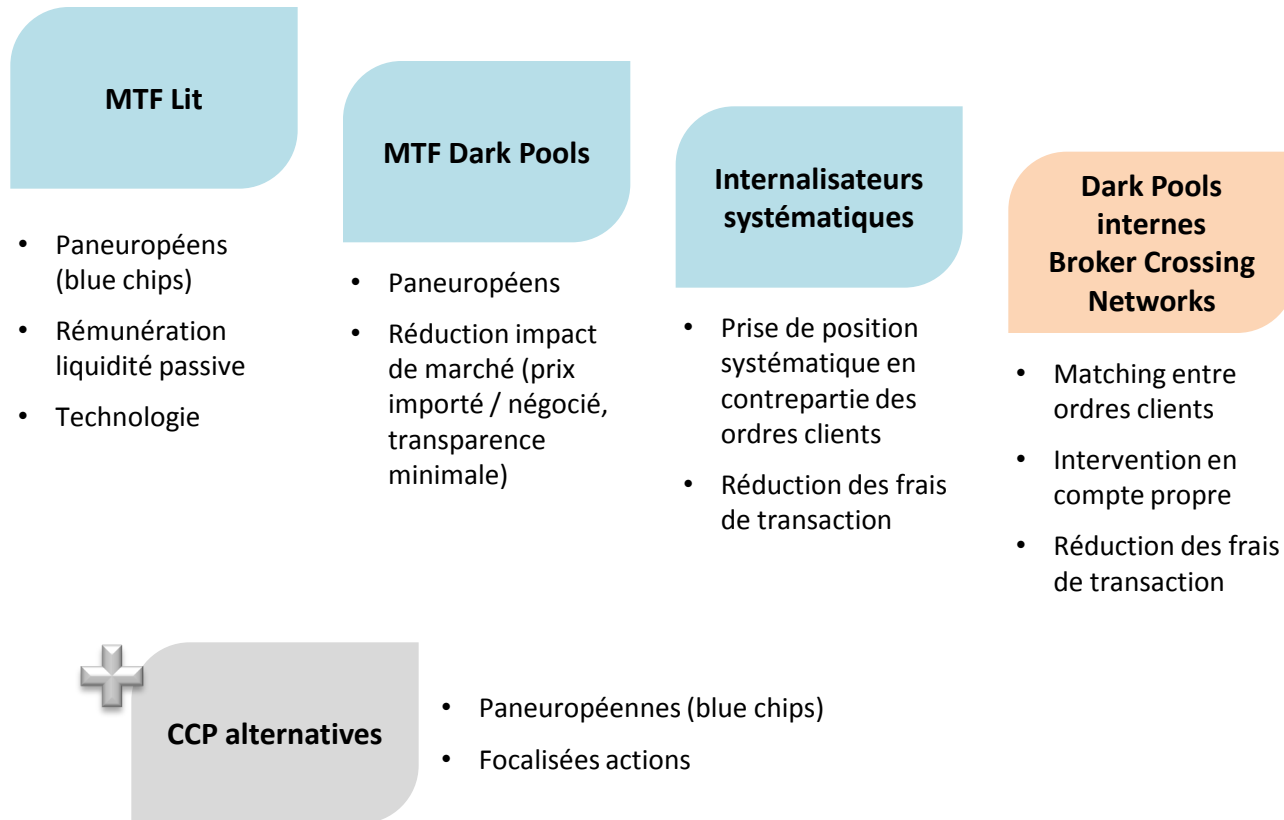 MTF Lit
• Paneuropéens
(blue chips)
• Rémunération
liquidité passive
• Technologie
MTF Dark Pools
• Paneuropéens
• Réduction impact
de marché (prix
importé / négocié,
transparence
minimale)
Internalisateurs
systématiques
• Prise de position
systématique en
contrepartie des
ordres clients
• Réduction des frais
de transaction
Dark Pools
internes
Broker Crossing
Networks
• Matching entre
ordres clients
• Intervention en
compte propre
• Réduction des frais
de transaction
CCP alternatives
• Paneuropéennes (blue chips)
• Focalisées actions